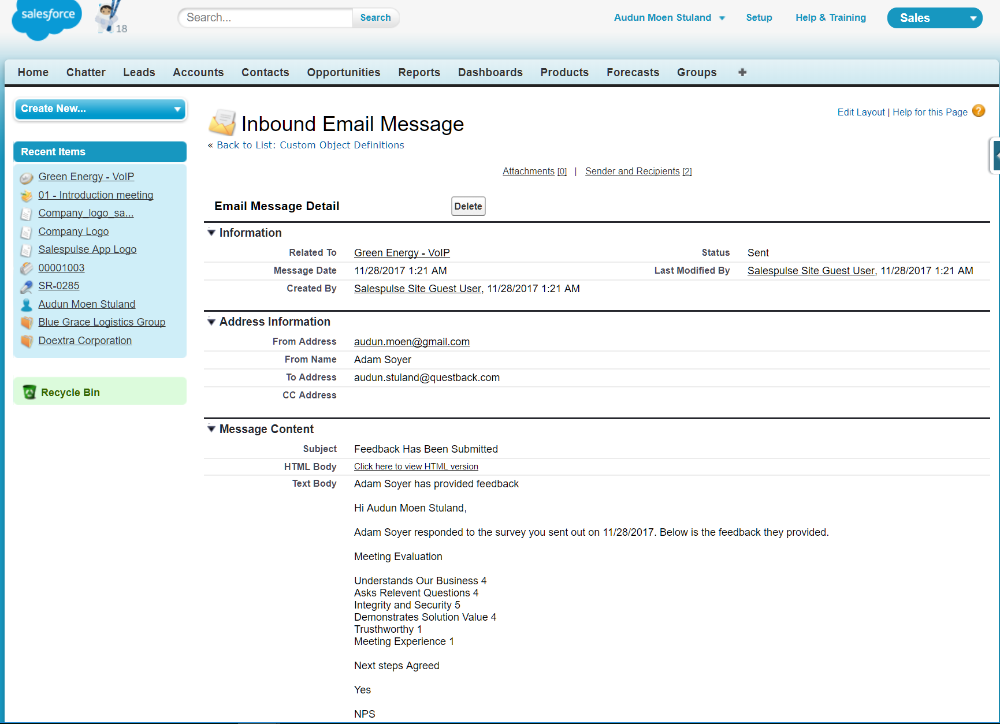 salesforce
18
Search...
Search
Audun Moen Stuland
Setup
Help & Training
Sales
Home Chatter Leads Accounts Contacts Opportunities Reports Dashboards Products Forecasts Groups +
Create New...
Recent Items
Green Energy - VoIP
01 - Introduction meeting
Company_logo_sa...
Company Logo
Salespulse App Logo
00001003
SR-0285
Audun Moen Stuland
Blue Grace Logistics Group
Doextra Corporation
Recycle Bin
Inbound Email Message
Edit Layout | Help for this Page ?
« Back to List: Custom Object Definitions
Attachments [0] | Sender and Recipients [2]
Email Message Detail Delete
Information
Related To Green Energy - VoIP Status Sent
Message Date 11/28/2017 1:21 AM Last Modified By Salespulse Site Guest User, 11/28/2017 1:21 AM
Created By Salespulse Site Guest User, 11/28/2017 1:21 AM
Address Information
From Address audun.moen@gmail.com
From Name Adam Soyer
To Address audun.stuland@questback.com
CC Address
Message Content
Subject Feedback Has Been Submitted
HTML Body Click here to view HTML version
Text Body Adam Soyer has provided feedback
Hi Audun Moen Stuland,
Adam Soyer responded to the survey you sent out on 11/28/2017. Below is the feedback they provided.
Meeting Evaluation
Understands Our Business 4
Asks Relevent Questions 4
Integrity and Security 5
Demonstrates Solution Value 4
Trusthworthy 1
Meeting Experience 1
Next steps Agreed
Yes
NPS